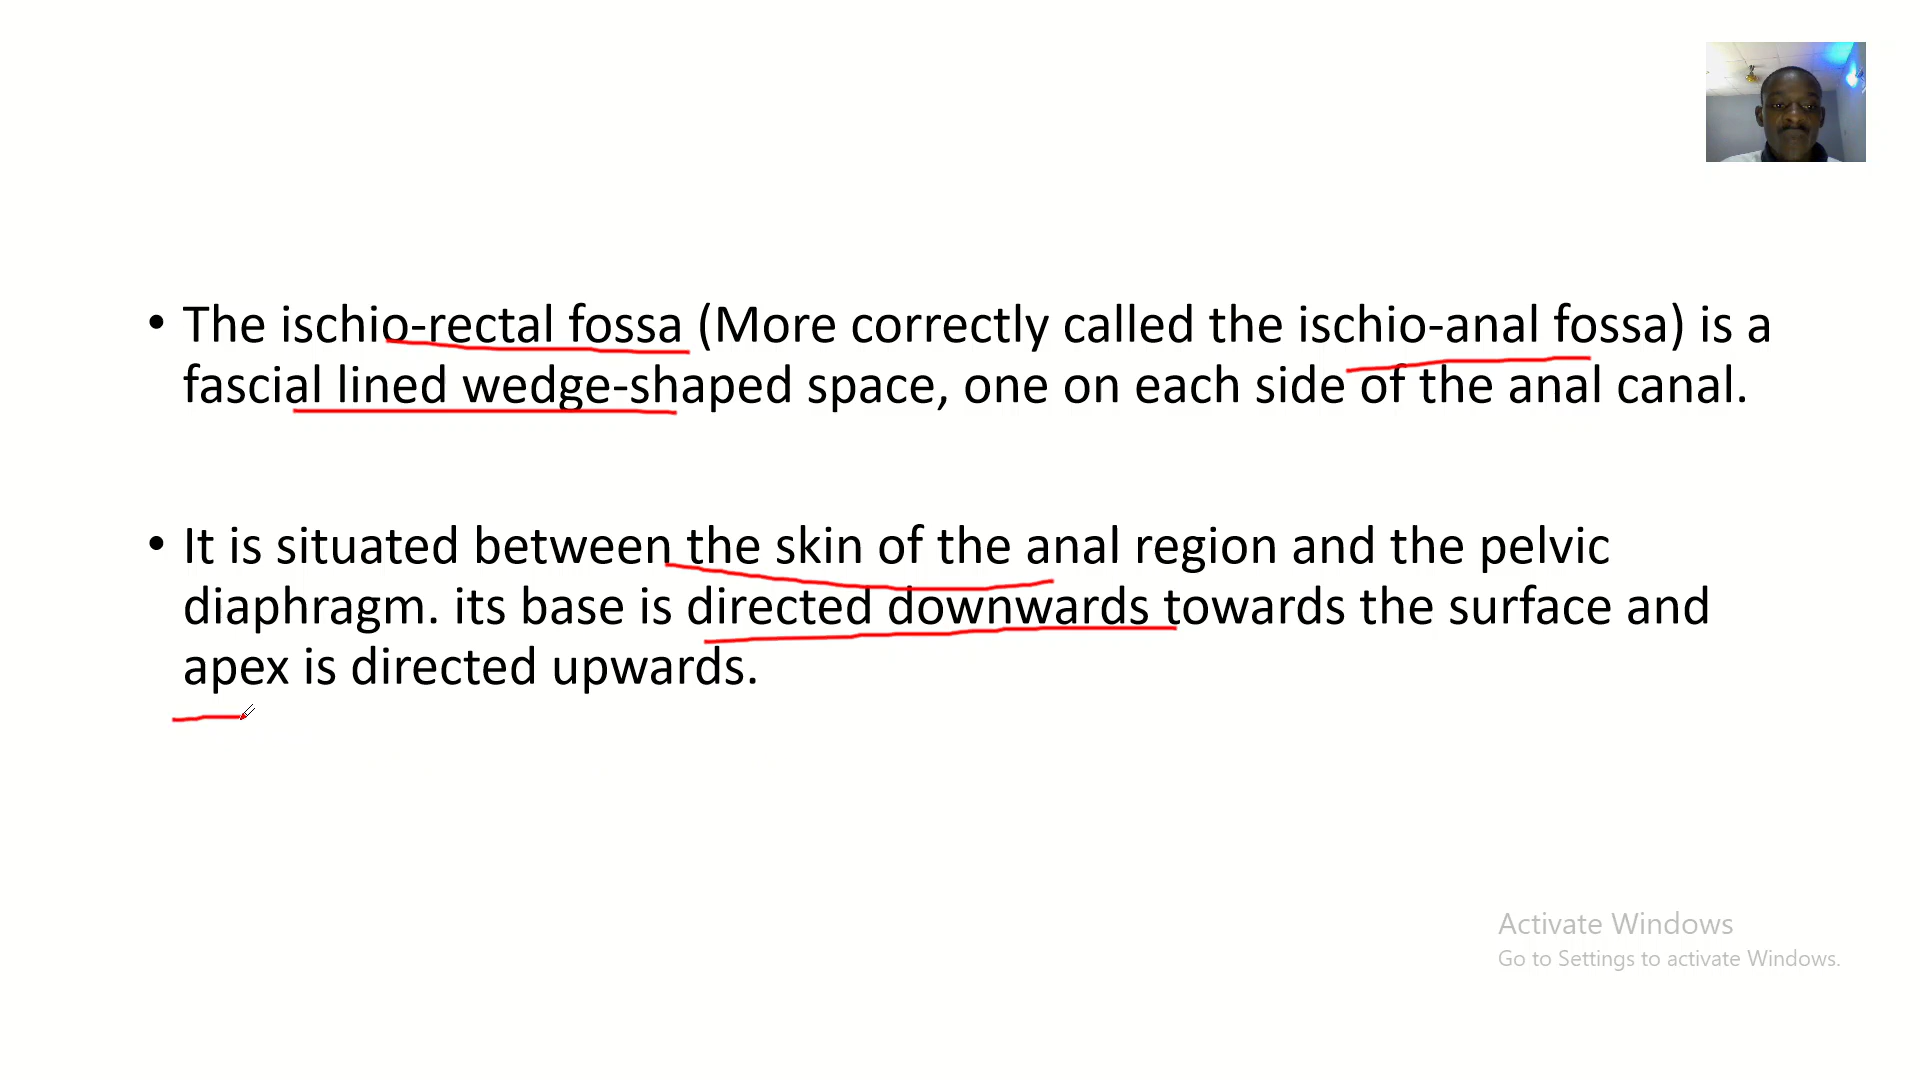 • The ischio-rectal fossa (More correctly called the ischio-anal fossa) is a
fascial lined wedge-shaped space, one on each side of the anal canal.
• It is situated between the skin of the anal region and the pelvic
diaphragm. its base is directed downwards towards the surface and
apex is directed upwards.
Activate Windows
Go to Settings to activate Windows.